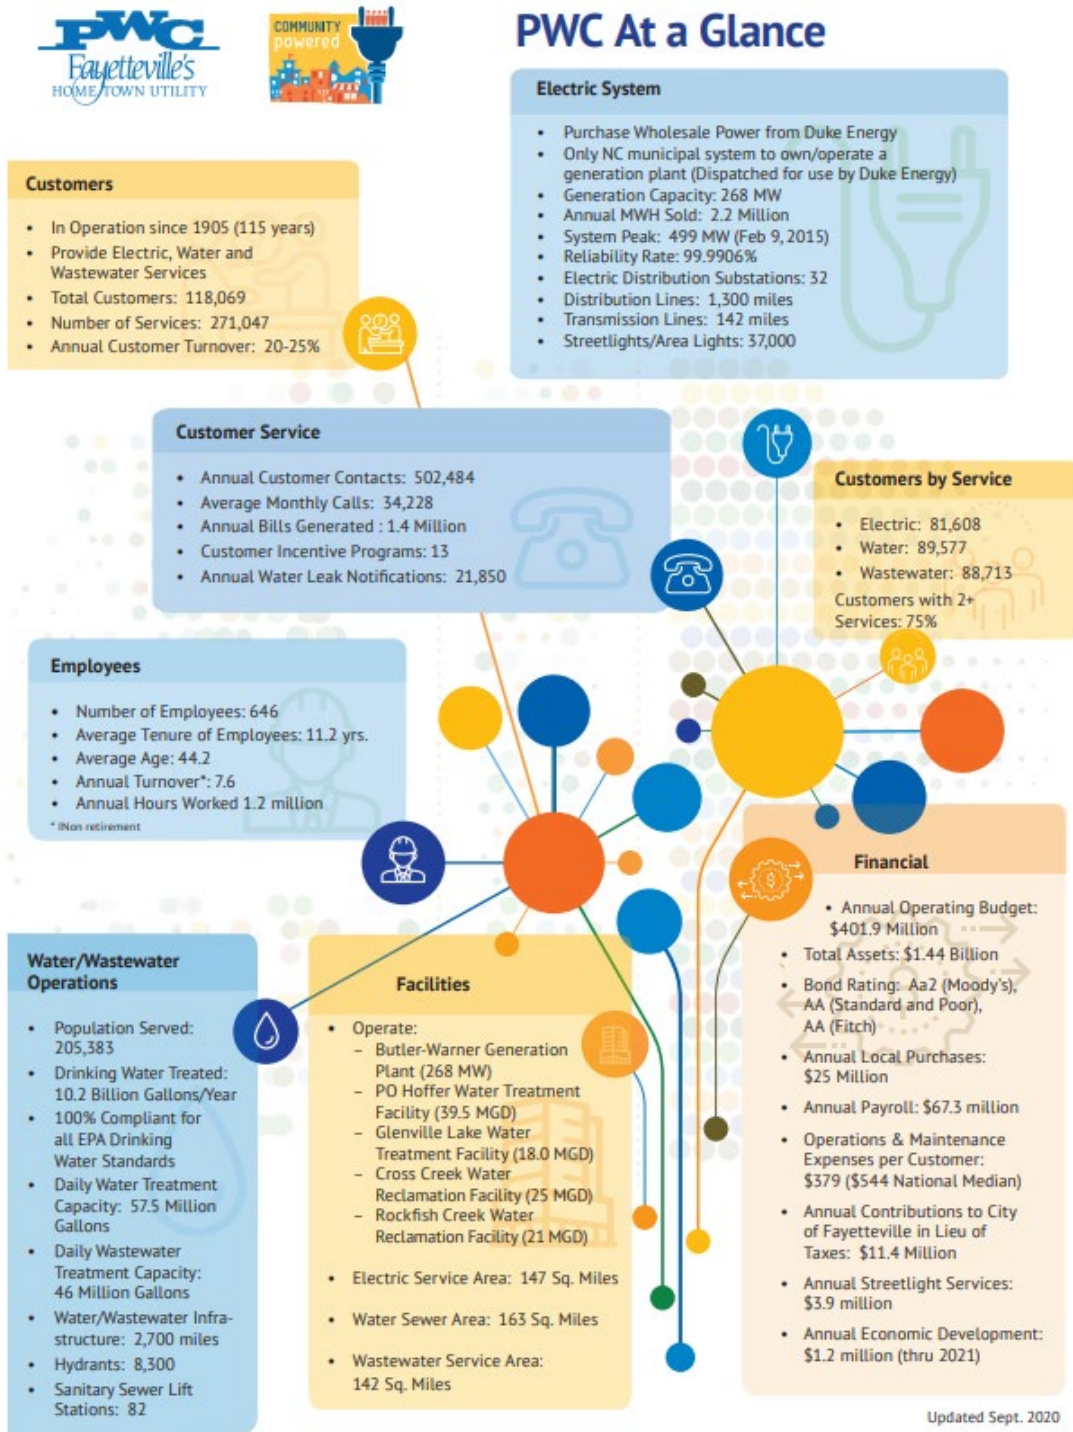 PWC
Fayetteville's
HOME TOWN UTILITY
COMMUNITY
powered
PWC At a Glance
Electric System
• Purchase Wholesale Power from Duke Energy
• Only NC municipal system to own/operate a
generation plant (Dispatched for use by Duke Energy)
• Generation Capacity: 268 MW
• Annual MWH Sold: 2.2 Million
• System Peak: 499 MW (Feb 9, 2015)
• Reliability Rate: 99.9906%
• Electric Distribution Substations: 32
• Distribution Lines: 1,300 miles
• Transmission Lines: 142 miles
• Streetlights/Area Lights: 37,000
Customers
• In Operation since 1905 (115 years)
• Provide Electric, Water and
Wastewater Services
• Total Customers: 118,069
• Number of Services: 271,047
• Annual Customer Turnover: 20-25%
Customer Service
• Annual Customer Contacts: 502,484
• Average Monthly Calls: 34,228
• Annual Bills Generated : 1.4 Million
• Customer Incentive Programs: 13
• Annual Water Leak Notifications: 21,850
Customers by Service
• Electric: 81,608
• Water: 89,577
• Wastewater: 88,713
Customers with 2+
Services: 75%
Employees
• Number of Employees: 646
• Average Tenure of Employees: 11.2 yrs.
• Average Age: 44.2
• Annual Turnover*: 7.6
• Annual Hours Worked 1.2 million
* INon retirement
Water/Wastewater
Operations
• Population Served:
205,383
• Drinking Water Treated:
10.2 Billion Gallons/Year
• 100% Compliant for
all EPA Drinking
Water Standards
• Daily Water Treatment
Capacity: 57.5 Million
Gallons
• Daily Wastewater
Treatment Capacity:
46 Million Gallons
• Water/Wastewater Infra-
structure: 2,700 miles
• Hydrants: 8,300
• Sanitary Sewer Lift
Stations: 82
Facilities
• Operate:
– Butler-Warner Generation
Plant (268 MW)
– PO Hoffer Water Treatment
Facility (39.5 MGD)
– Glenville Lake Water
Treatment Facility (18.0 MGD)
– Cross Creek Water
Reclamation Facility (25 MGD)
– Rockfish Creek Water
Reclamation Facility (21 MGD)
• Electric Service Area: 147 Sq. Miles
• Water Sewer Area: 163 Sq. Miles
• Wastewater Service Area:
142 Sq. Miles
Financial
• Annual Operating Budget:
$401.9 Million
• Total Assets: $1.44 Billion
• Bond Rating: Aa2 (Moody's),
AA (Standard and Poor),
AA (Fitch)
• Annual Local Purchases:
$25 Million
• Annual Payroll: $67.3 million
• Operations & Maintenance
Expenses per Customer:
$379 ($544 National Median)
• Annual Contributions to City
of Fayetteville in Lieu of
Taxes: $11.4 Million
• Annual Streetlight Services:
$3.9 million
• Annual Economic Development:
$1.2 million (thru 2021)
Updated Sept. 2020